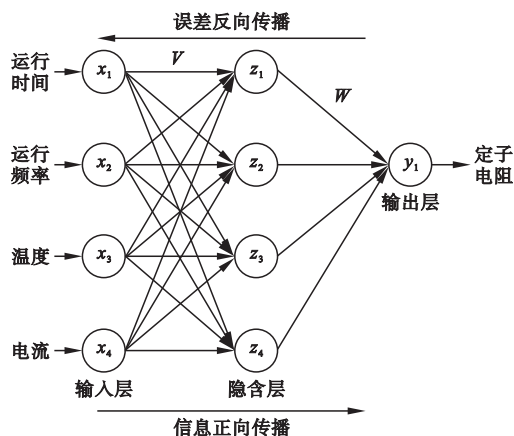 误差反向传播
运行
时间
x₁
V
z₁
W
运行
频率
x₂
z₂
y₁
定子
电阻
输出层
温度
x₃
z₃
电流
x₄
z₄
输入层
隐含层
信息正向传播